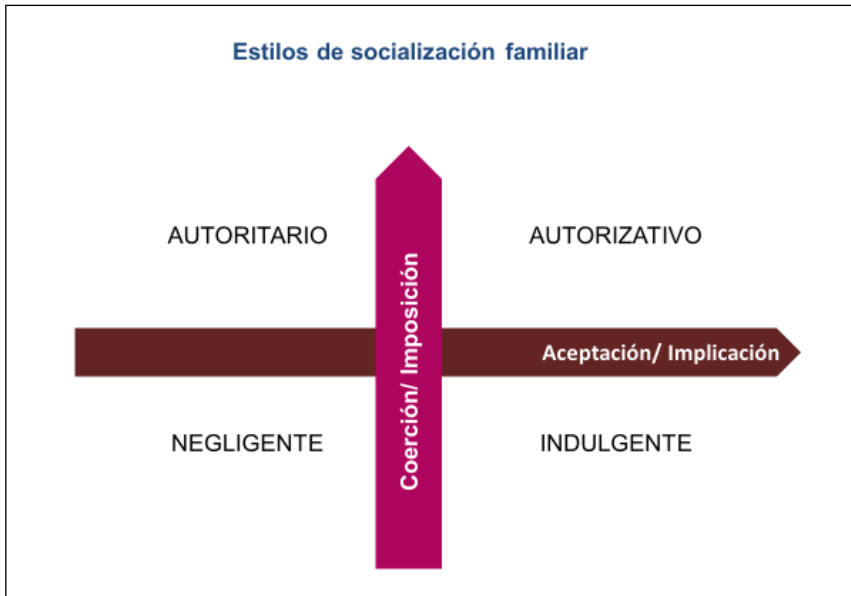 Estilos de socialización familiar
AUTORITARIO
AUTORIZATIVO
Coerción/ Imposición
Aceptación/ Implicación
NEGLIGENTE
INDULGENTE